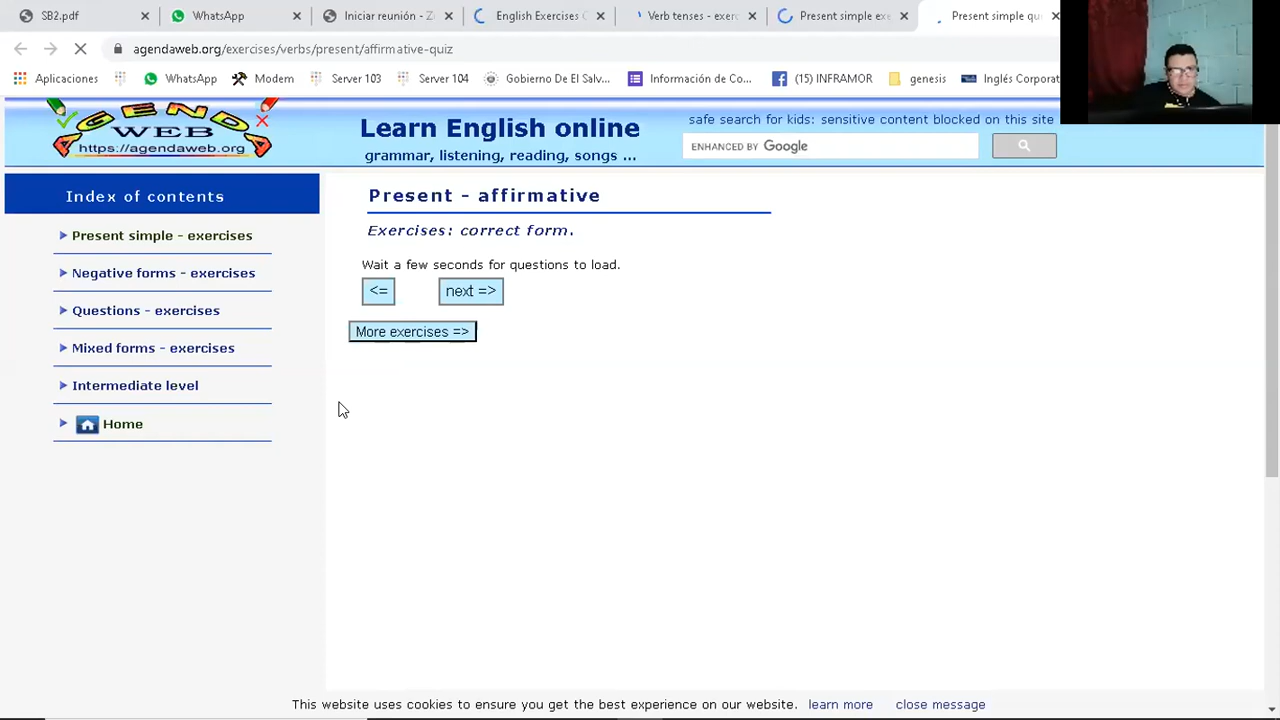 SB2.pdf
WhatsApp
Iniciar reunión - Z
English Exercises
Verb tenses - exerc
Present simple exe
Present simple qu
agendaweb.org/exercises/verbs/present/affirmative-quiz
Aplicaciones
WhatsApp
Modem
Server 103
Server 104
Gobierno De El Salv...
Información de Co...
(15) INFRAMOR
genesis
Inglés Corporat
AGENDA
WEB
https://agendaweb.org
Learn English online
grammar, listening, reading, songs ...
safe search for kids: sensitive content blocked on this site
ENHANCED BY Google
Index of contents
Present simple - exercises
Negative forms - exercises
Questions - exercises
Mixed forms - exercises
Intermediate level
Home
Present - affirmative
Exercises: correct form.
Wait a few seconds for questions to load.
<=
next =>
More exercises =>
This website uses cookies to ensure you get the best experience on our website. learn more close message